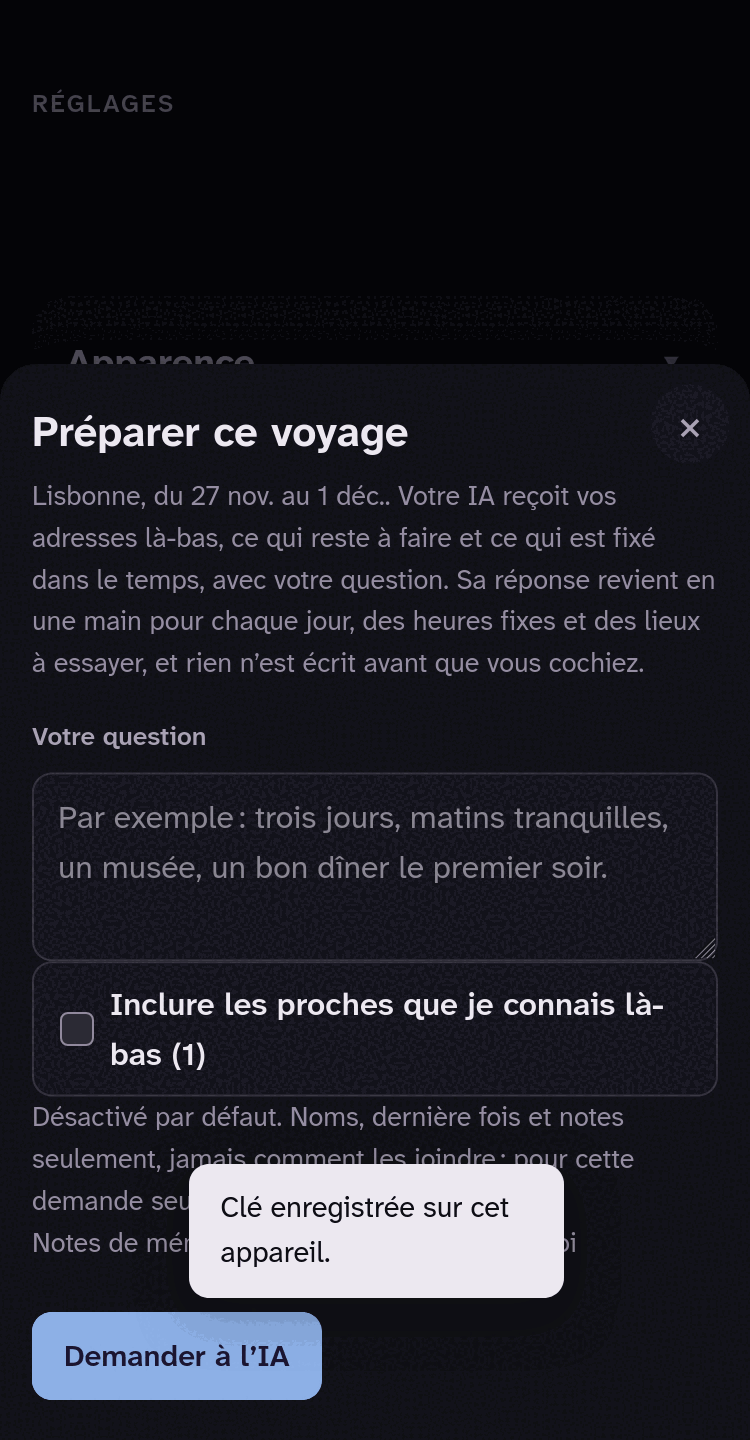 RÉGLAGES
Apparence
Préparer ce voyage
Lisbonne, du 27 nov. au 1 déc.. Votre IA reçoit vos
adresses là-bas, ce qui reste à faire et ce qui est fixé
dans le temps, avec votre question. Sa réponse revient en
une main pour chaque jour, des heures fixes et des lieux
à essayer, et rien n’est écrit avant que vous cochiez.
Votre question
Par exemple : trois jours, matins tranquilles,
un musée, un bon dîner le premier soir.
Inclure les proches que je connais là-
bas (1)
Désactivé par défaut. Noms, dernière fois et notes
seulement, jamais comment les joindre : pour cette
demande
Notes de
Clé enregistrée sur cet
appareil.
Demander à l’IA